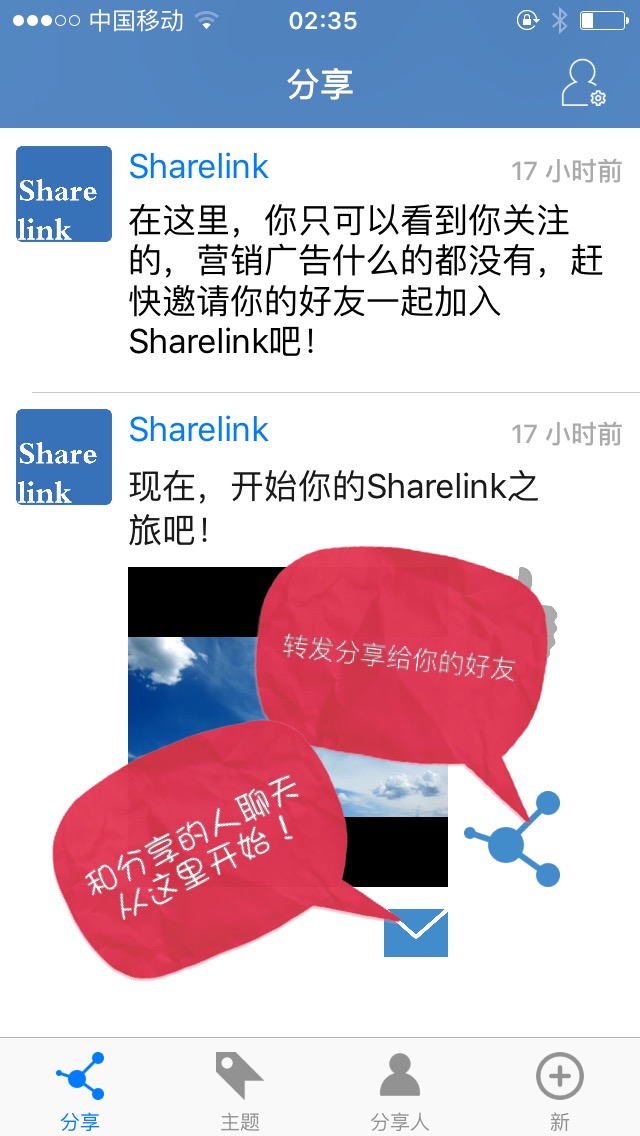 中国移动
02:35
分享
Share
link
Sharelink
17 小时前
在这里，你只可以看到你关注
的，营销广告什么的都没有，赶
快邀请你的好友一起加入
Sharelink吧！
Share
link
Sharelink
17 小时前
现在，开始你的Sharelink之
旅吧！
转发分享给你的好友
和分享的人聊天
从这里开始！
分享
主题
分享人
新